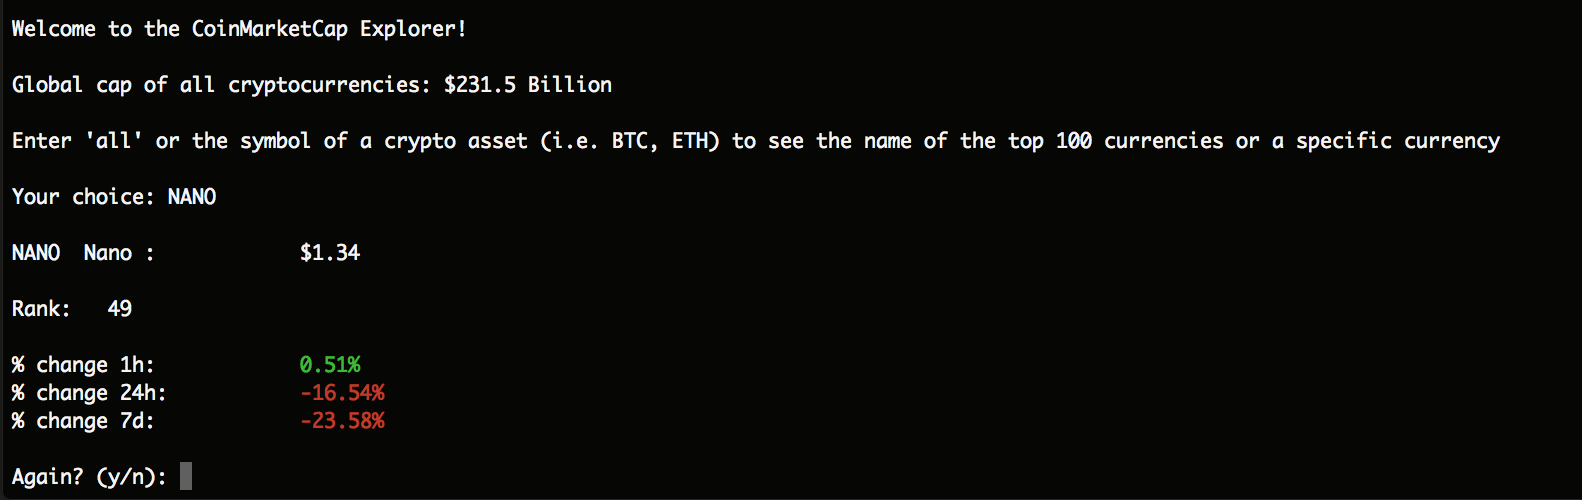 Welcome to the CoinMarketCap Explorer!
Global cap of all cryptocurrencies: $231.5 Billion
Enter 'all' or the symbol of a crypto asset (i.e. BTC, ETH) to see the name of the top 100 currencies or a specific currency
Your choice: NANO
NANO  Nano :            $1.34
Rank:   49
% change 1h:            0.51%
% change 24h:           -16.54%
% change 7d:            -23.58%
Again? (y/n):